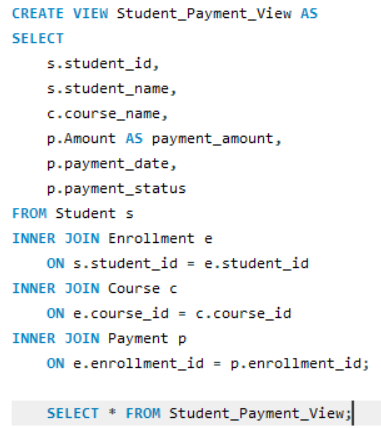 CREATE VIEW Student_Payment_View AS
SELECT
    s.student_id,
    s.student_name,
    c.course_name,
    p.Amount AS payment_amount,
    p.payment_date,
    p.payment_status
FROM Student s
INNER JOIN Enrollment e
    ON s.student_id = e.student_id
INNER JOIN Course c
    ON e.course_id = c.course_id
INNER JOIN Payment p
    ON e.enrollment_id = p.enrollment_id;
    SELECT * FROM Student_Payment_View;